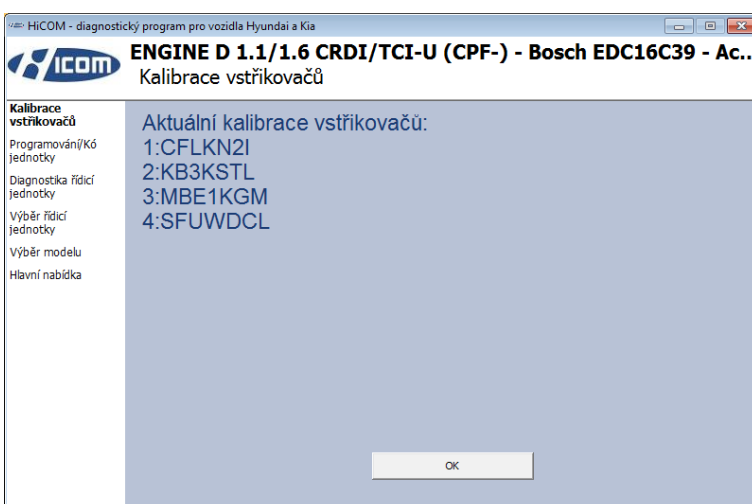 HiCOM - diagnostický program pro vozidla Hyundai a Kia
Hicom
ENGINE D 1.1/1.6 CRDI/TCI-U (CPF-) - Bosch EDC16C39 - Ac..
Kalibrace vstřikovačů
Kalibrace
vstřikovačů
Programování/Kó
jednotky
Diagnostika řídicí
jednotky
Výběr řídicí
jednotky
Výběr modelu
Hlavní nabídka
Aktuální kalibrace vstřikovačů:
1:CFLKN2I
2:KB3KSTL
3:MBE1KGM
4:SFUWDCL
OK